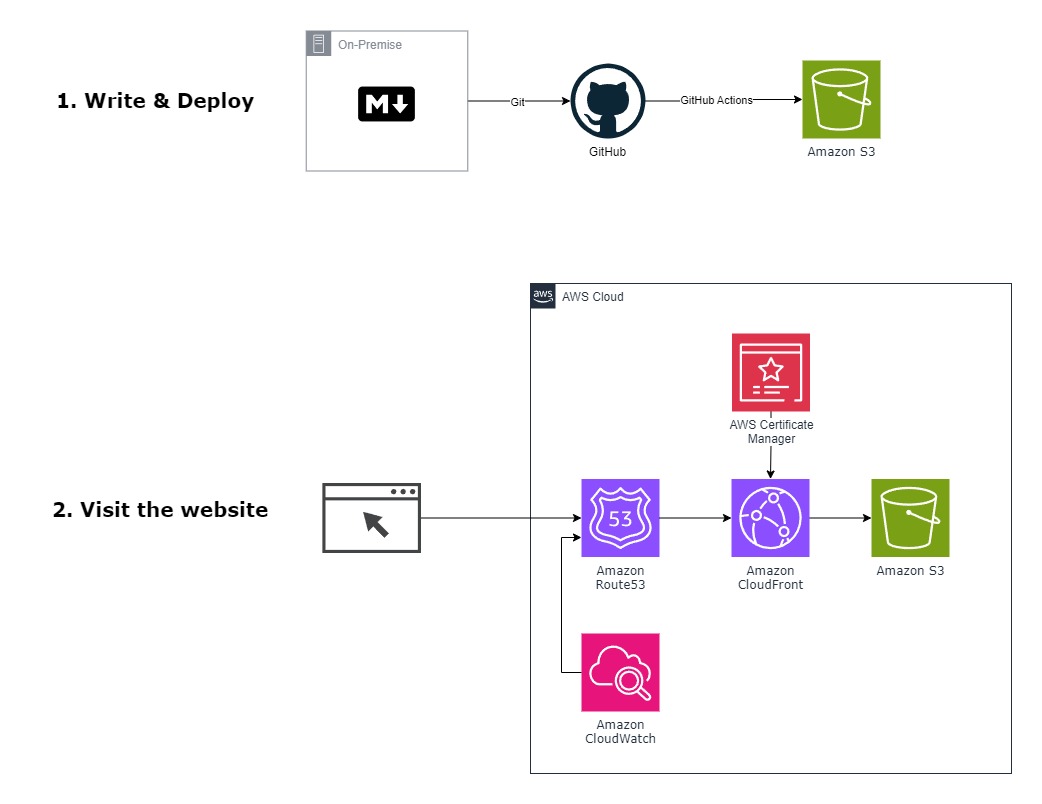 On-Premise
1. Write & Deploy
M
Git
GitHub Actions
GitHub
Amazon S3
aws
AWS Cloud
AWS Certificate
Manager
2. Visit the website
53
Amazon
Route53
Amazon
CloudFront
Amazon S3
Amazon
CloudWatch